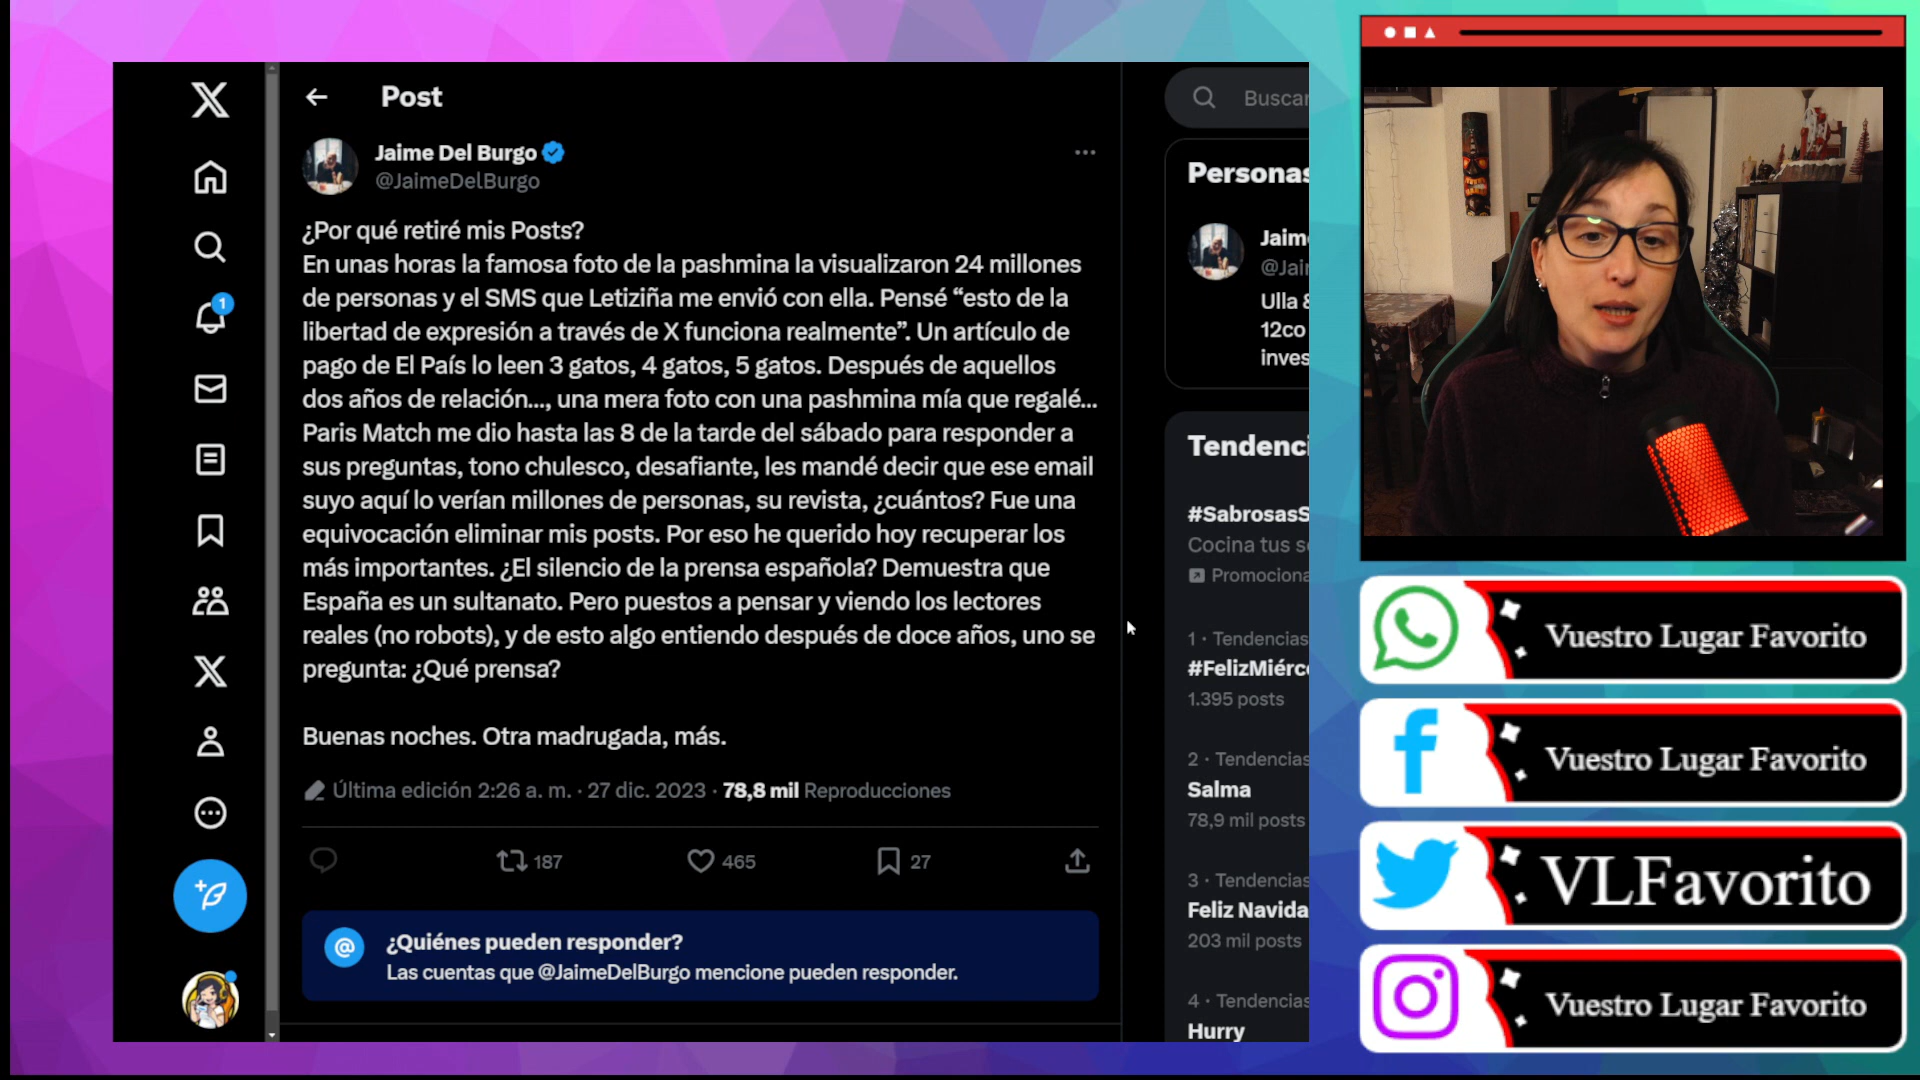 Post
Jaime Del Burgo
@JaimeDelBurgo
¿Por qué retiré mis Posts?
En unas horas la famosa foto de la pashmina la visualizaron 24 millones
de personas y el SMS que Letiziña me envió con ella. Pensé “esto de la
libertad de expresión a través de X funciona realmente”. Un artículo de
pago de El País lo leen 3 gatos, 4 gatos, 5 gatos. Después de aquellos
dos años de relación..., una mera foto con una pashmina mía que regalé...
Paris Match me dio hasta las 8 de la tarde del sábado para responder a
sus preguntas, tono chulesco, desafiante, les mandé decir que ese email
suyo aquí lo verían millones de personas, su revista, ¿cuántos? Fue una
equivocación eliminar mis posts. Por eso he querido hoy recuperar los
más importantes. ¿El silencio de la prensa española? Demuestra que
España es un sultanato. Pero puestos a pensar y viendo los lectores
reales (no robots), y de esto algo entiendo después de doce años, uno se
pregunta: ¿Qué prensa?
Buenas noches. Otra madrugada, más.
Última edición 2:26 a. m. · 27 dic. 2023 · 78,8 mil Reproducciones
187 465 27
@ ¿Quiénes pueden responder?
Las cuentas que @JaimeDelBurgo mencione pueden responder.
1
Buscar
Personas
Jaim
@Jai
Ulla &
12co
inves
Tendenci
#SabrosasS
Cocina tus s
Promociona
1 · Tendencias
#FelizMiérc
1.395 posts
2 · Tendencias
Salma
78,9 mil posts
3 · Tendencias
Feliz Navida
203 mil posts
4 · Tendencias
Hurry
Vuestro Lugar Favorito
Vuestro Lugar Favorito
VLFavorito
Vuestro Lugar Favorito